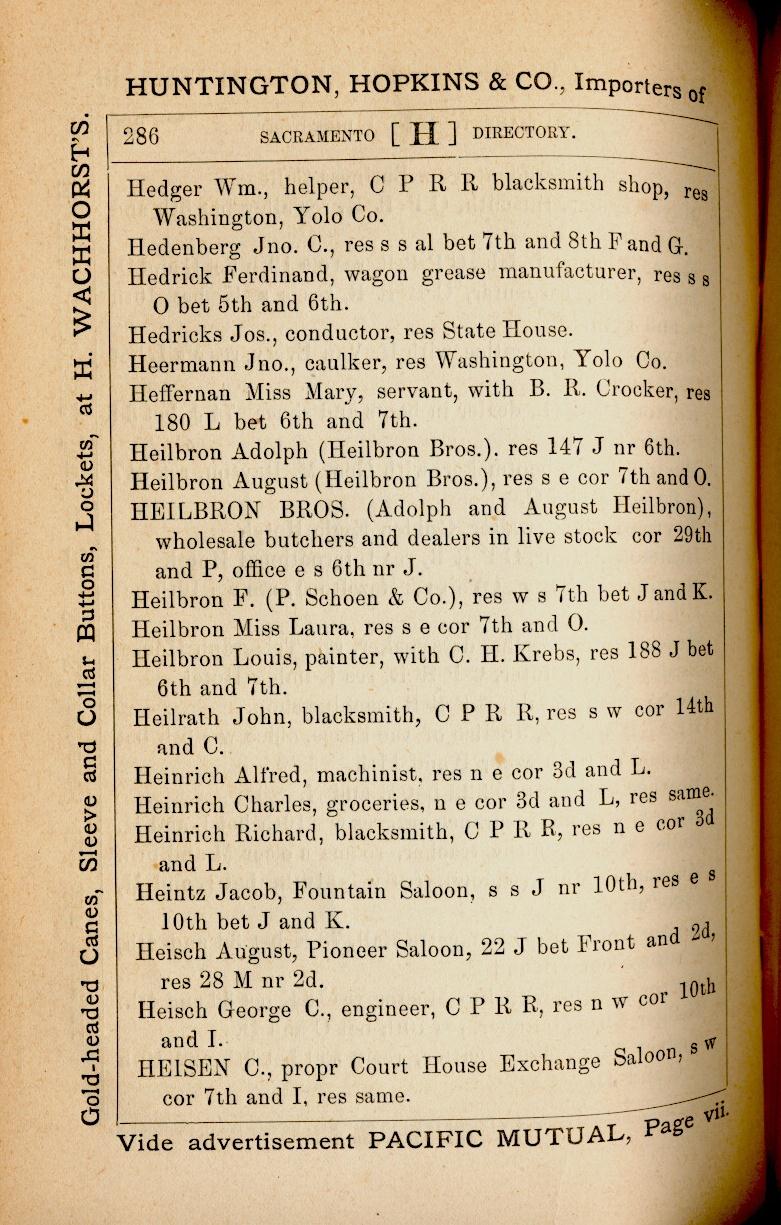 HUNTINGTON, HOPKINS & CO., Importers of
286 SACRAMENTO [ H ] DIRECTORY.
Hedger Wm., helper, C P R R blacksmith shop, res
Washington, Yolo Co.
Hedenberg Jno. C., res s s al bet 7th and 8th F and G.
Hedrick Ferdinand, wagon grease manufacturer, res s s
O bet 5th and 6th.
Hedricks Jos., conductor, res State House.
Heermann Jno., caulker, res Washington, Yolo Co.
Heffernan Miss Mary, servant, with B. R. Crocker, res
180 L bet 6th and 7th.
Heilbron Adolph (Heilbron Bros.). res 147 J nr 6th.
Heilbron August (Heilbron Bros.), res s e cor 7th and O.
HEILBRON BROS. (Adolph and August Heilbron),
wholesale butchers and dealers in live stock cor 29th
and P, office e s 6th nr J.
Heilbron F. (P. Schoen & Co.), res w s 7th bet J and K.
Heilbron Miss Laura, res s e cor 7th and O.
Heilbron Louis, painter, with C. H. Krebs, res 188 J bet
6th and 7th.
Heilrath John, blacksmith, C P R R, res s w cor 14th
and C.
Heinrich Alfred, machinist, res n e cor 3d and L.
Heinrich Charles, groceries, n e cor 3d and L, res same.
Heinrich Richard, blacksmith, C P R R, res n e cor 3d
and L.
Heintz Jacob, Fountain Saloon, s s J nr 10th, res e s
10th bet J and K.
Heisch August, Pioneer Saloon, 22 J bet Front and 2d,
res 28 M nr 2d.
Heisch George C., engineer, C P R R, res n w cor 10th
and I.
HEISEN C., propr Court House Exchange Saloon, s w
cor 7th and I, res same.
Vide advertisement PACIFIC MUTUAL, Page vii.
Gold-headed Canes, Sleeve and Collar Buttons, Lockets, at H. WACHHORST'S.